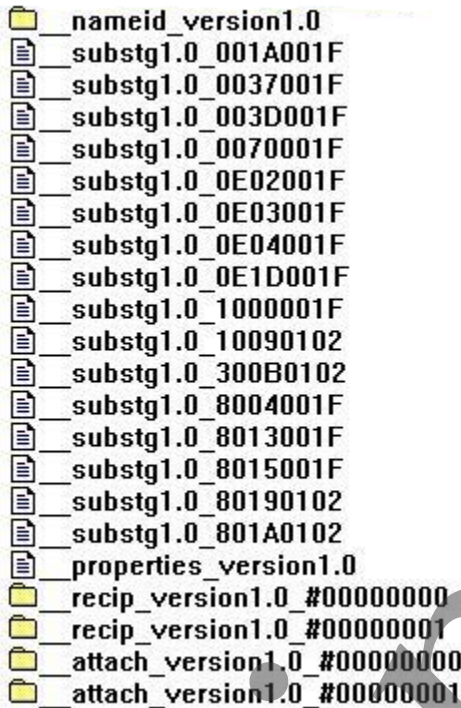 __nameid_version1.0
__substg1.0_001A001F
__substg1.0_0037001F
__substg1.0_003D001F
__substg1.0_0070001F
__substg1.0_0E02001F
__substg1.0_0E03001F
__substg1.0_0E04001F
__substg1.0_0E1D001F
__substg1.0_1000001F
__substg1.0_10090102
__substg1.0_300B0102
__substg1.0_8004001F
__substg1.0_8013001F
__substg1.0_8015001F
__substg1.0_80190102
__substg1.0_801A0102
__properties_version1.0
__recip_version1.0_#00000000
__recip_version1.0_#00000001
__attach_version1.0_#00000000
__attach_version1.0_#00000001